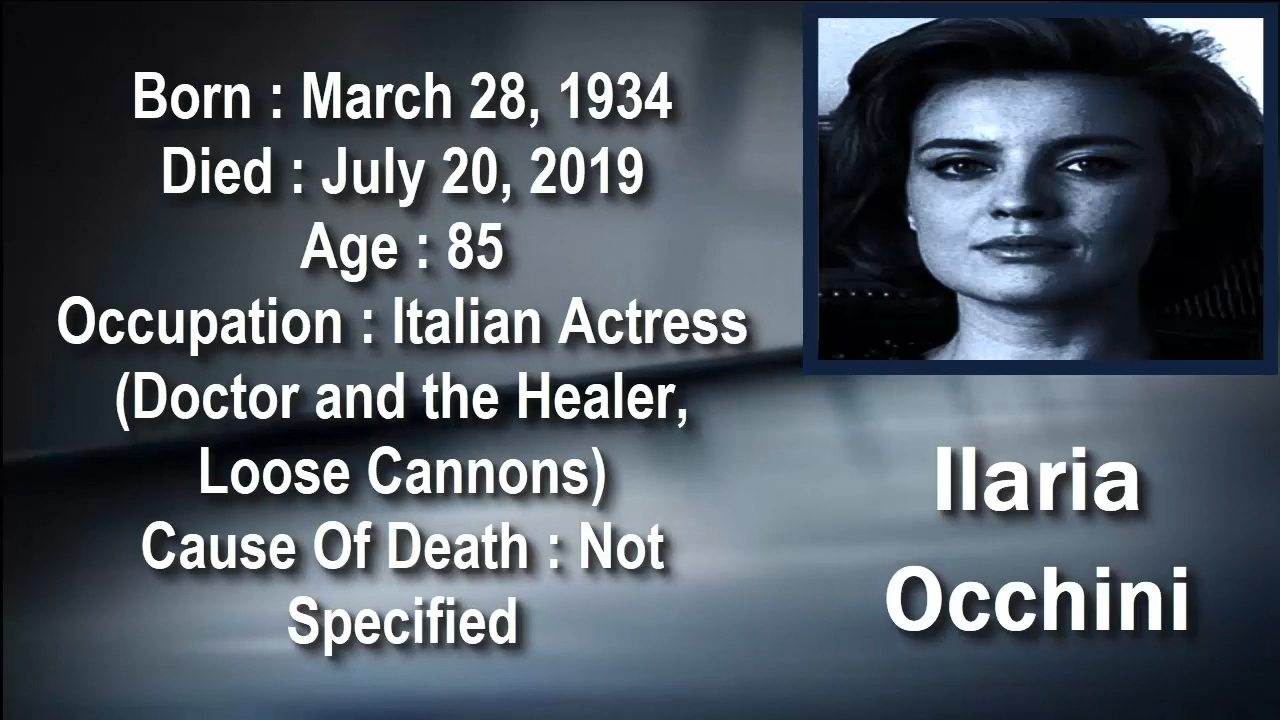 Born : March 28, 1934
Died : July 20, 2019
Age : 85
Occupation : Italian Actress
(Doctor and the Healer,
Loose Cannons)
Cause Of Death : Not
Specified
Ilaria
Occhini